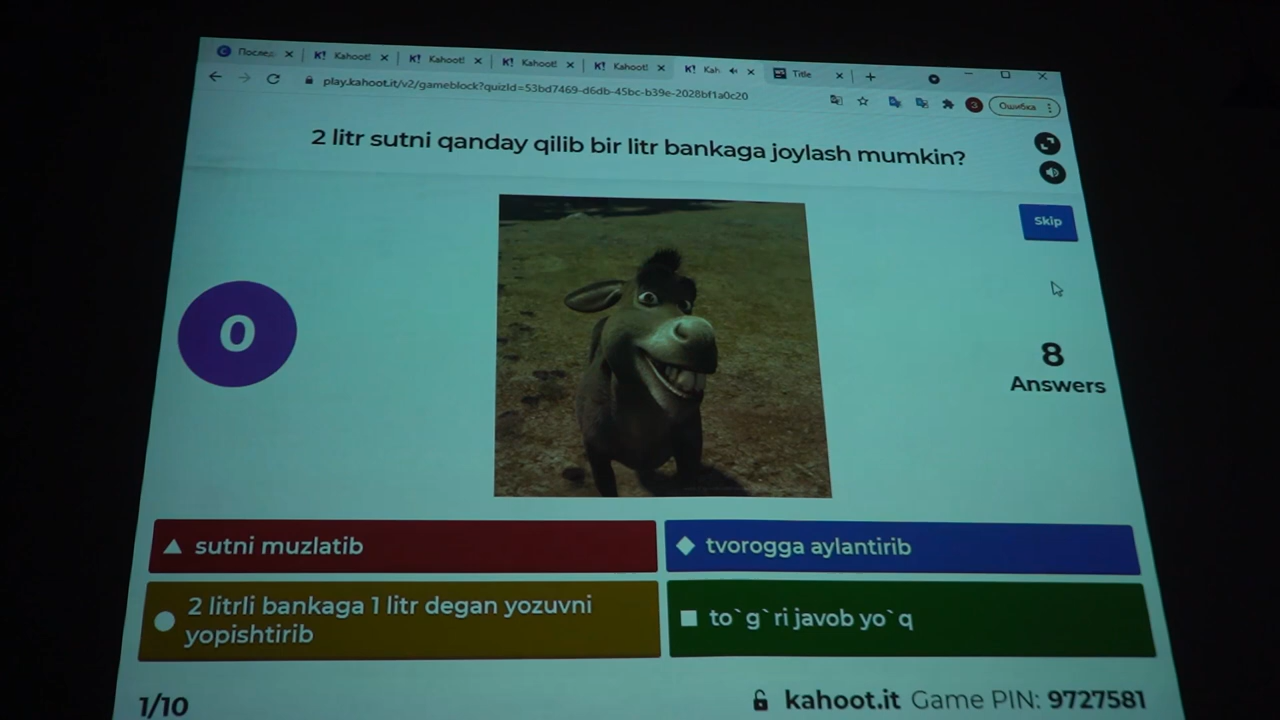 Послед
Kahoot!
Kahoot!
Kahoot!
Kahoot!
Kah
Title
play.kahoot.it/v2/gameblock?quizId=53bd7469-d6db-45bc-b39e-2028bf1a0c20
Ошибка
2 litr sutni qanday qilib bir litr bankaga joylash mumkin?
Skip
0
8
Answers
sutni muzlatib
tvorogga aylantirib
2 litrli bankaga 1 litr degan yozuvni
yopishtirib
to`g`ri javob yo`q
1/10
kahoot.it Game PIN: 9727581